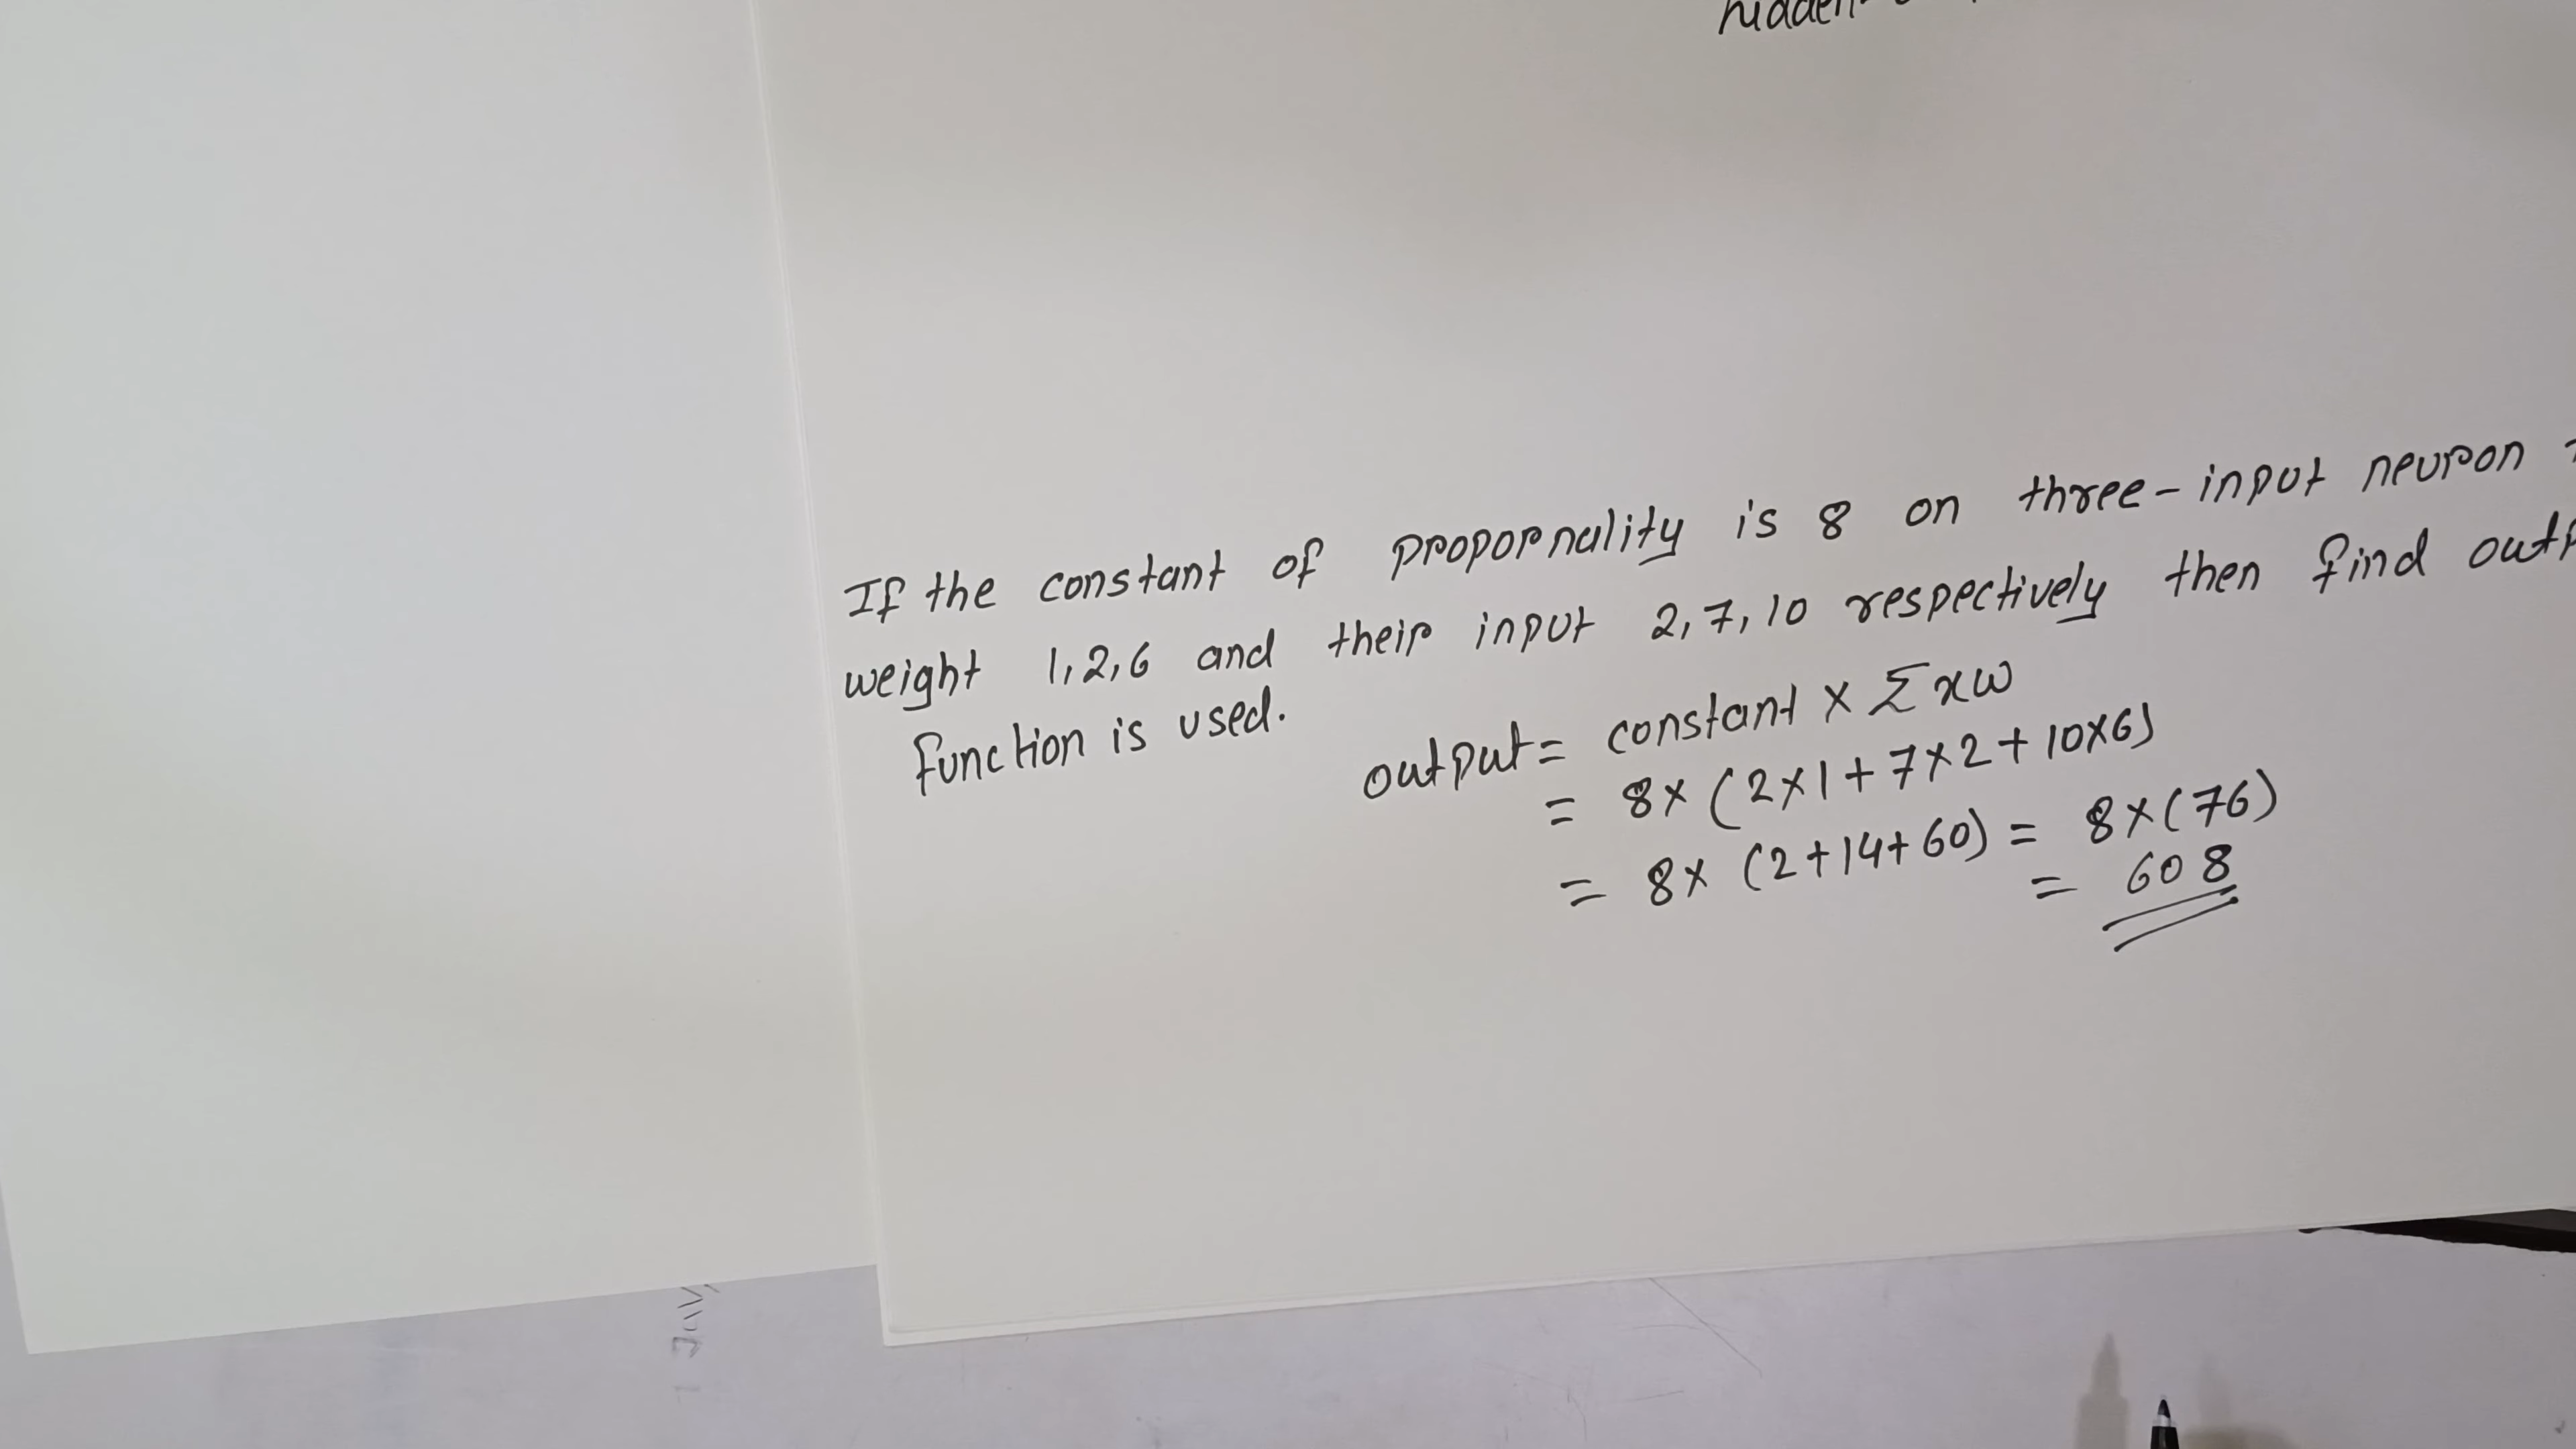 If the constant of propornality is 8 on three-input neuron
weight 1,2,6 and their input 2,7,10 respectively then find
function is used.
output = constant × Σxw
= 8× (2×1+7×2+10×6)
= 8× (2+14+60) = 8×(76)
= 608